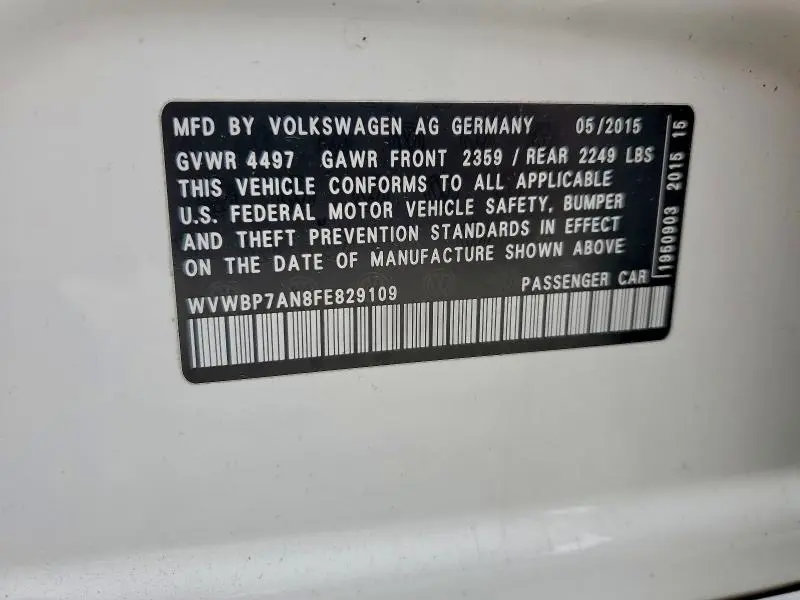 MFD BY VOLKSWAGEN AG GERMANY 05/2015
GVWR 4497 GAWR FRONT 2359 / REAR 2249 LBS
THIS VEHICLE CONFORMS TO ALL APPLICABLE
U.S. FEDERAL MOTOR VEHICLE SAFETY, BUMPER
AND THEFT PREVENTION STANDARDS IN EFFECT
ON THE DATE OF MANUFACTURE SHOWN ABOVE
WVWBP7AN8FE829109 PASSENGER CAR
1950903 2015 15